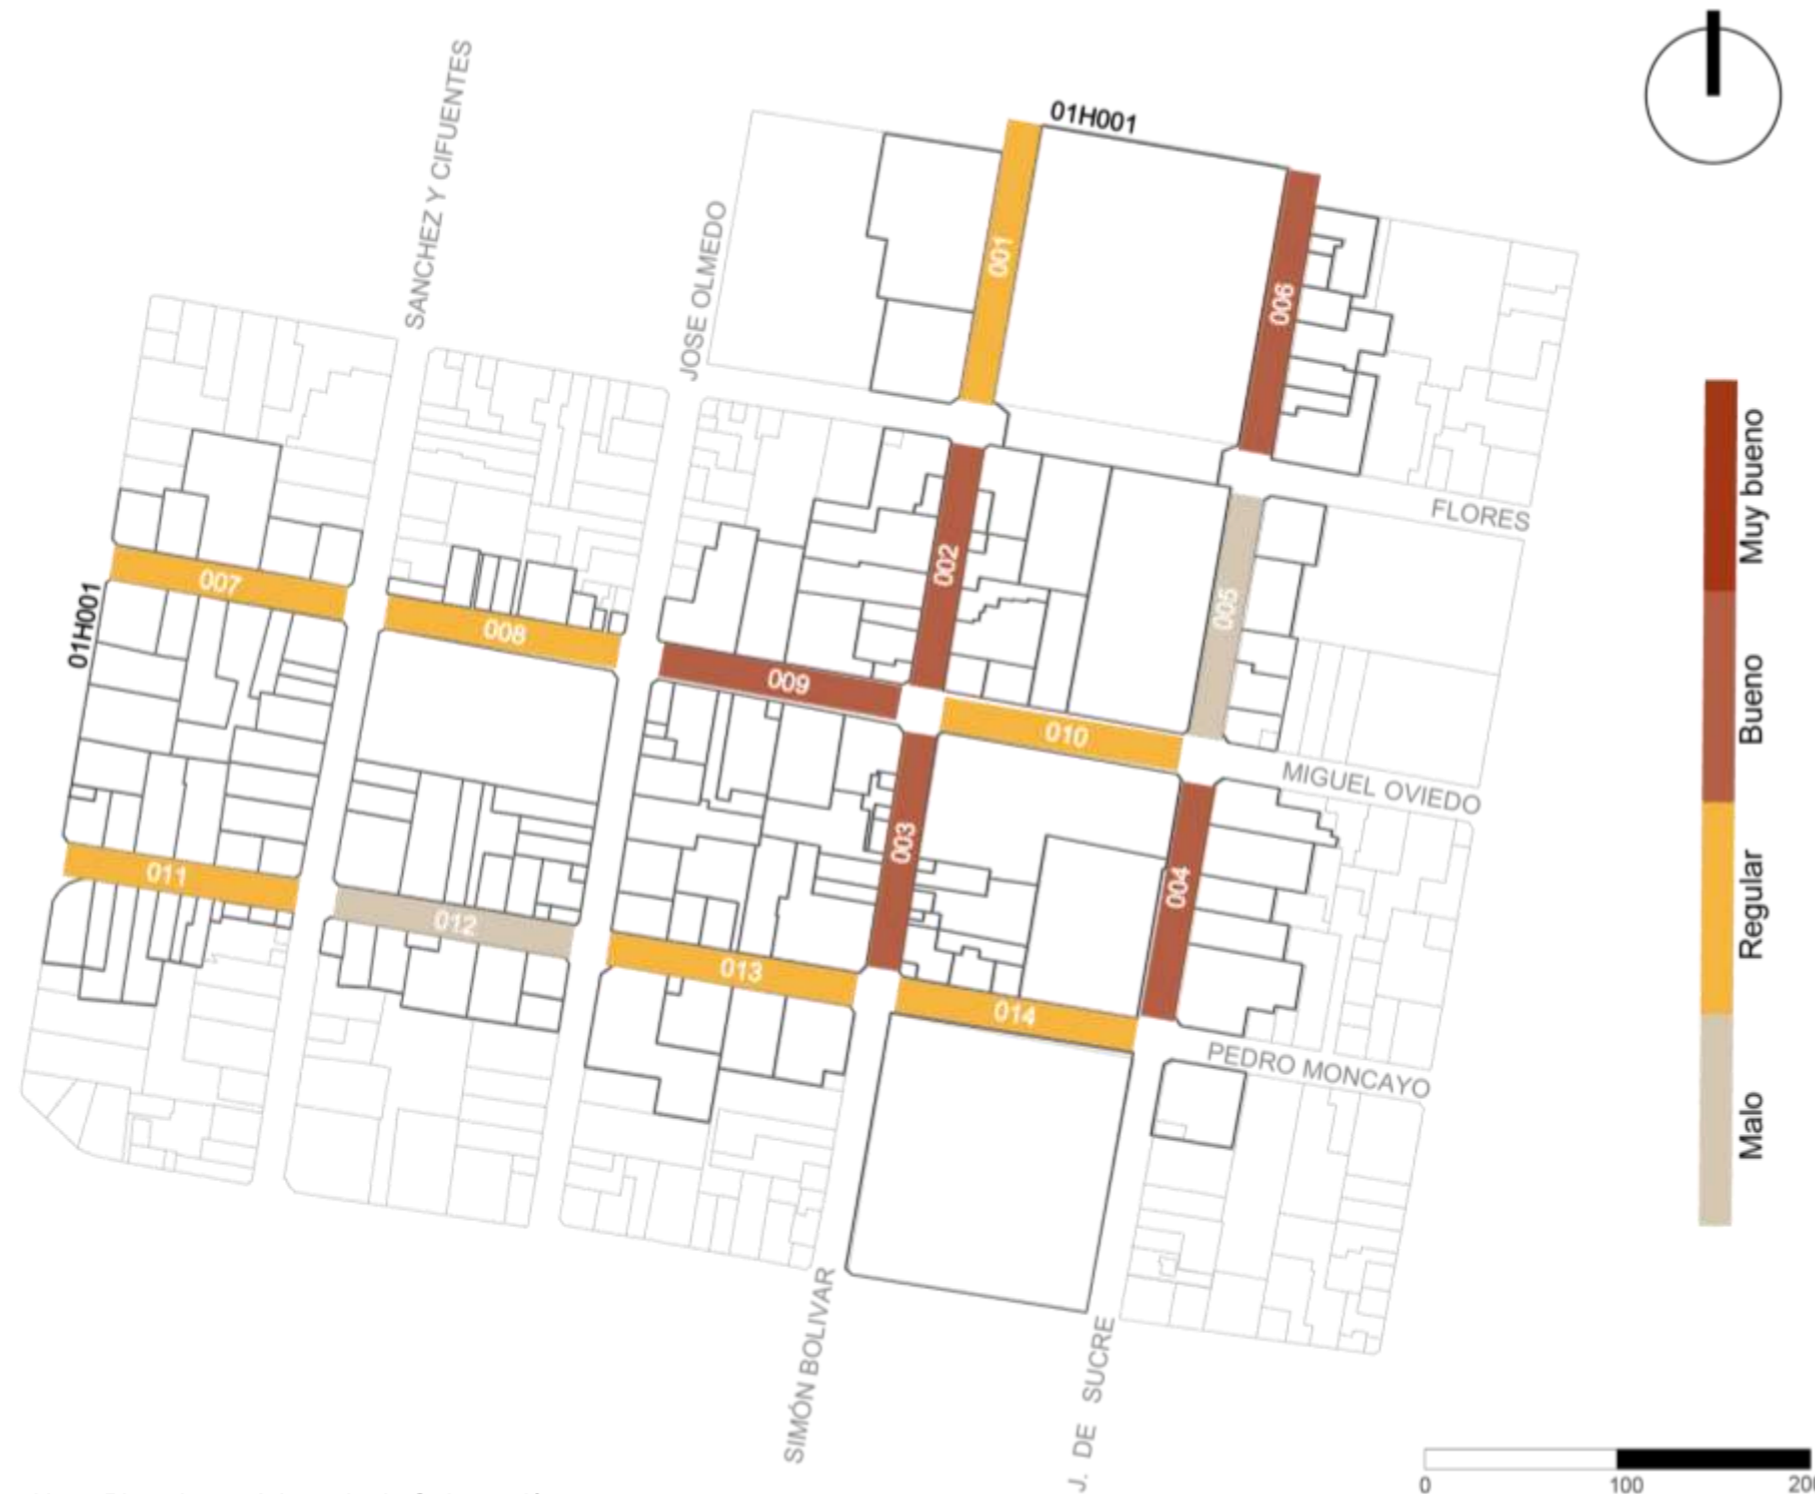 SANCHEZ Y CIFUENTES
01H001
JOSE OLMEDO
001
006
Muy bueno
FLORES
002
007
005
01H001
008
009
Bueno
010
MIGUEL OVIEDO
003
011
004
Regular
012
013
014
PEDRO MONCAYO
Malo
SIMÓN BOLIVAR
J. DE SUCRE
0 100